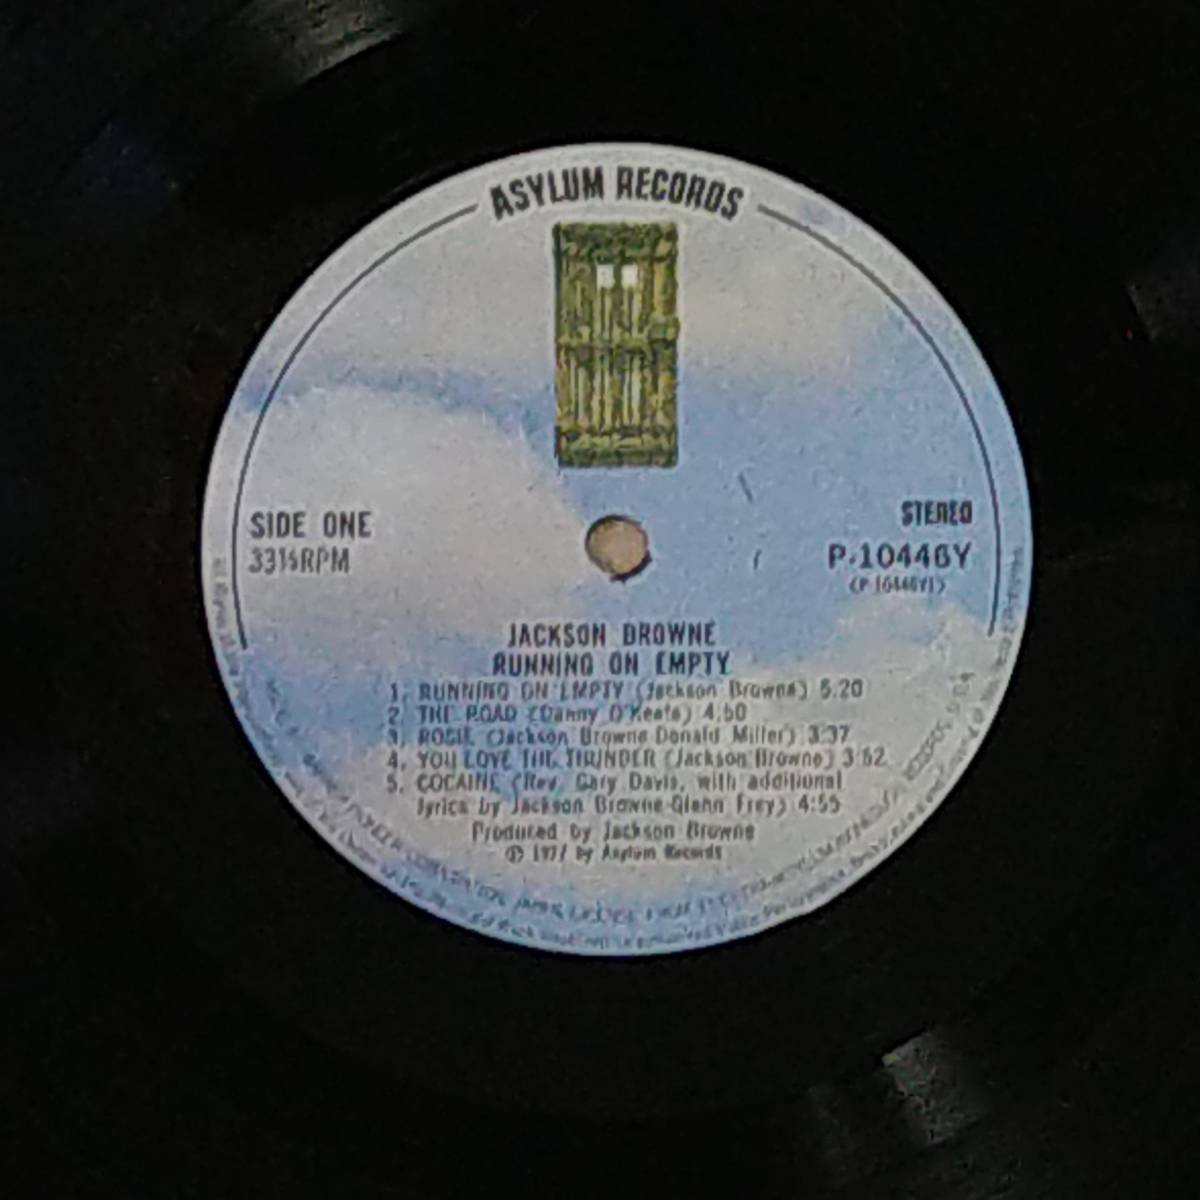 ASYLUM RECORDS
SIDE ONE
33⅓RPM
STEREO
P-10446Y
(P-10446Y1)
JACKSON BROWNE
RUNNING ON EMPTY
1. RUNNING ON EMPTY (Jackson Browne) 5:20
2. THE ROAD (Danny O'Keefe) 4:50
3. ROSIE (Jackson Browne-Donald Miller) 3:37
4. YOU LOVE THE THUNDER (Jackson Browne) 3:52
5. COCAINE (Rev. Gary Davis, with additional
lyrics by Jackson Browne-Glenn Frey) 4:55
Produced by Jackson Browne
Ⓟ 1977 by Asylum Records